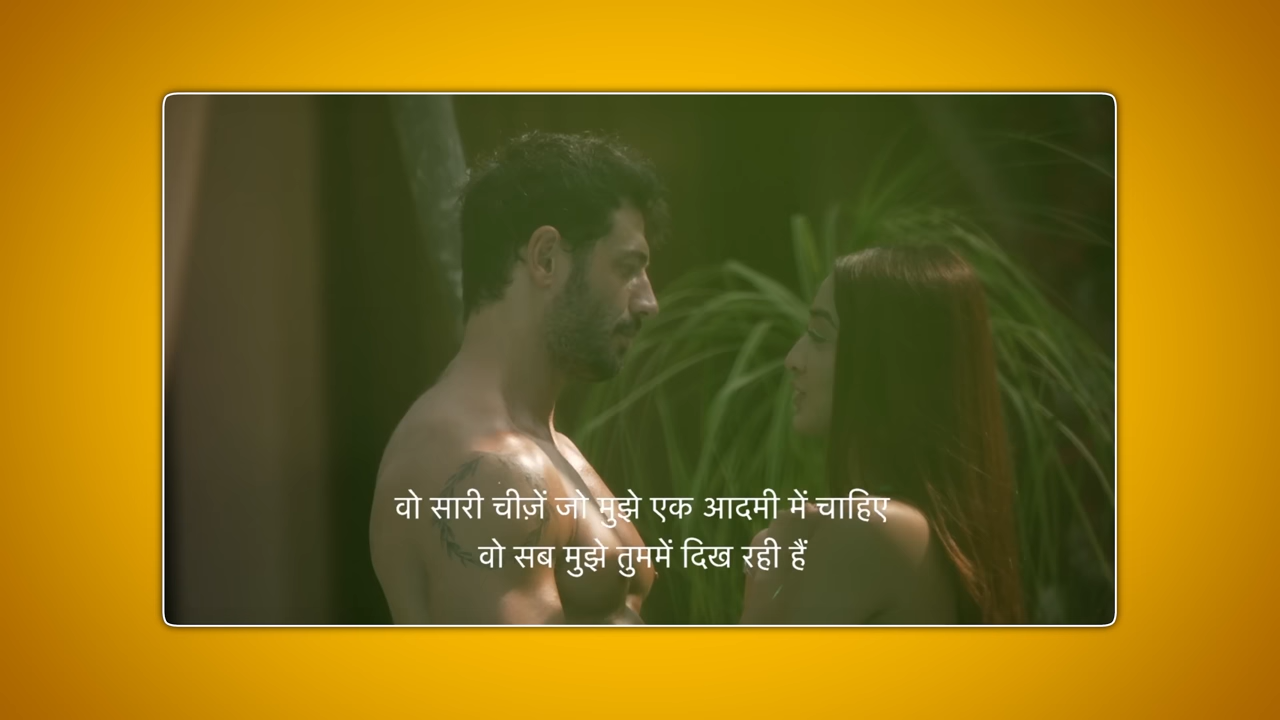 वो सारी चीज़ें जो मुझे एक आदमी में चाहिए
वो सब मुझे तुममें दिख रही हैं